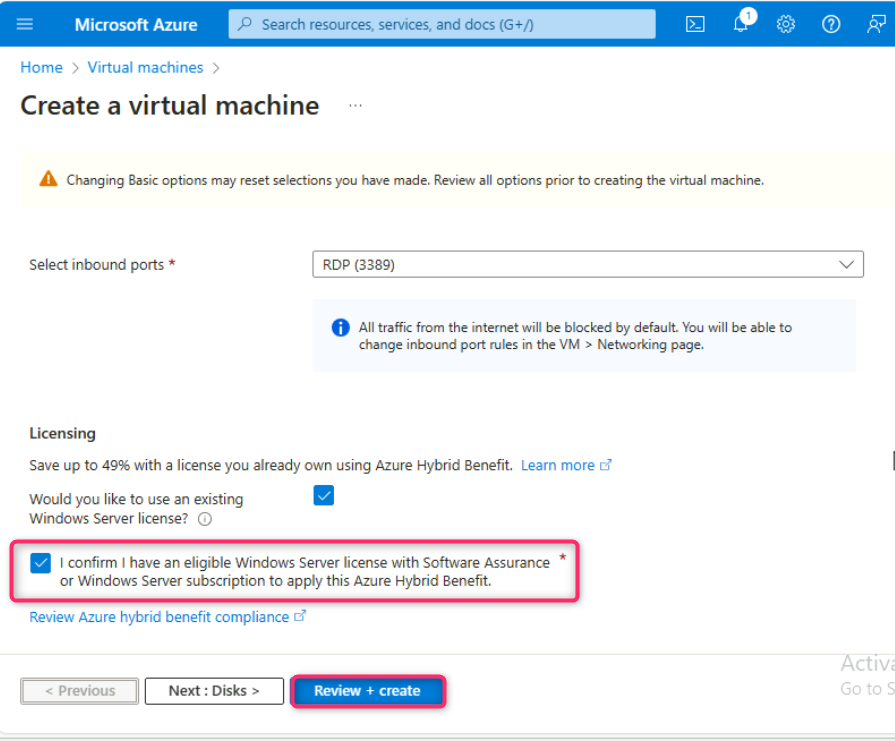 Microsoft Azure
Search resources, services, and docs (G+/)
1
Home > Virtual machines >
Create a virtual machine ...
Changing Basic options may reset selections you have made. Review all options prior to creating the virtual machine.
Select inbound ports *
RDP (3389)
All traffic from the internet will be blocked by default. You will be able to
change inbound port rules in the VM > Networking page.
Licensing
Save up to 49% with a license you already own using Azure Hybrid Benefit. Learn more
Would you like to use an existing
Windows Server license?
I confirm I have an eligible Windows Server license with Software Assurance *
or Windows Server subscription to apply this Azure Hybrid Benefit.
Review Azure hybrid benefit compliance
< Previous
Next : Disks >
Review + create
Go to S